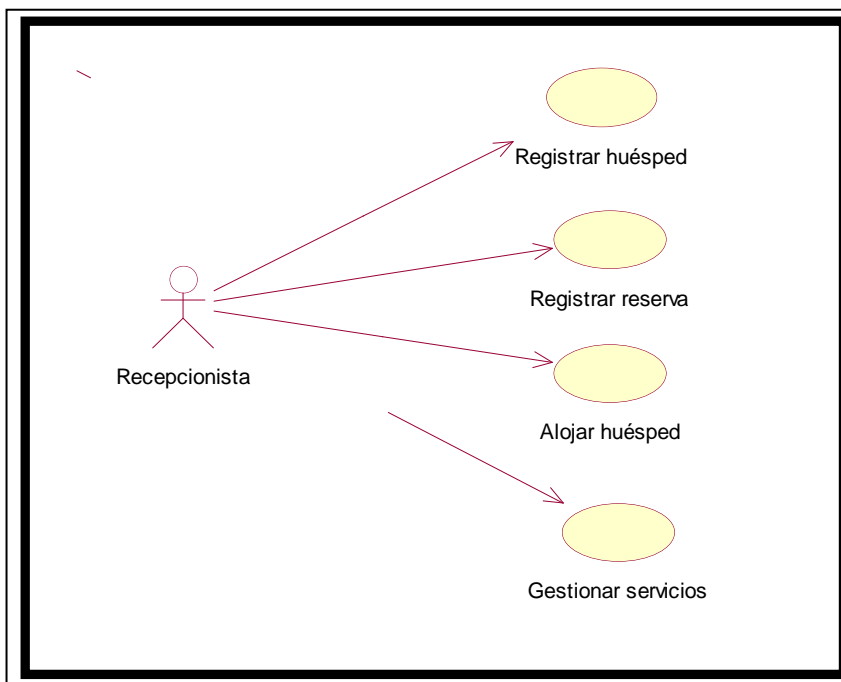 Registrar huésped
Registrar reserva
Recepcionista
Alojar huésped
Gestionar servicios